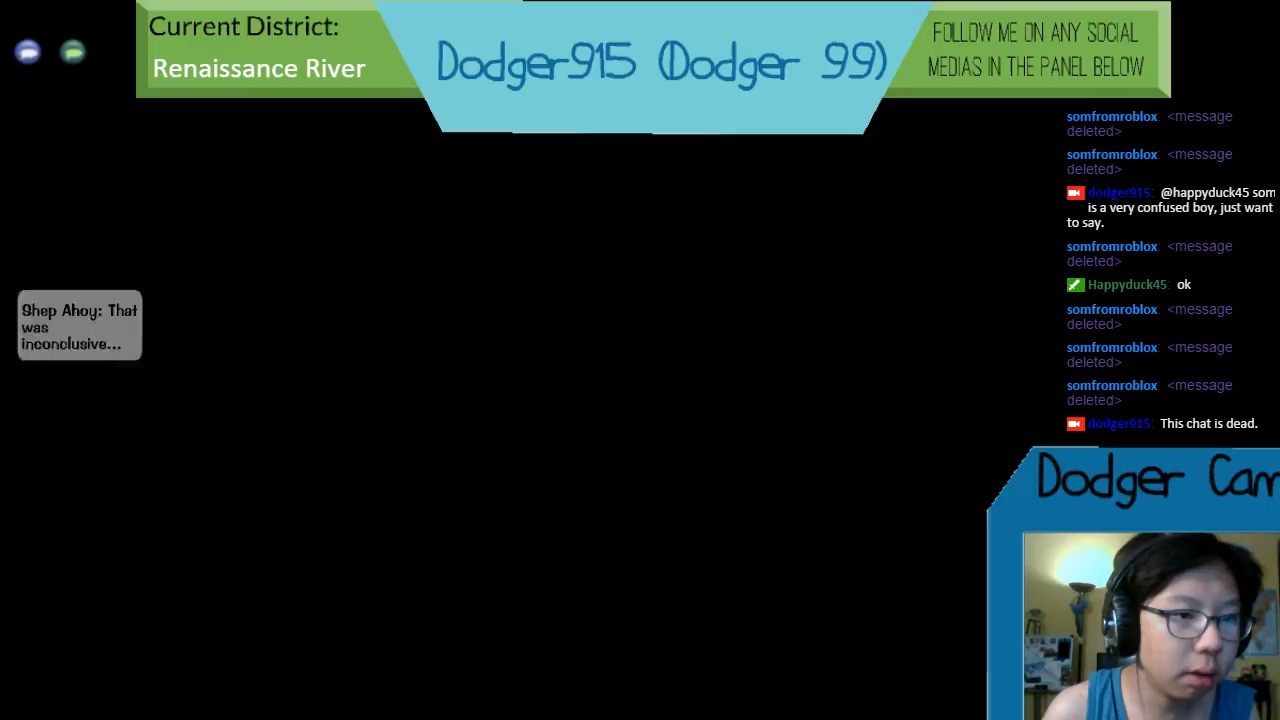 Current District:
Renaissance River
Dodger915 (Dodger 99)
FOLLOW ME ON ANY SOCIAL
MEDIAS IN THE PANEL BELOW
somfromroblox: <message
deleted>
somfromroblox: <message
deleted>
dodger915: @happyduck45 som
is a very confused boy, just want
to say.
somfromroblox: <message
deleted>
Happyduck45: ok
somfromroblox: <message
deleted>
somfromroblox: <message
deleted>
somfromroblox: <message
deleted>
dodger915: This chat is dead.
Shep Ahoy: That
was
inconclusive...
Dodger Cam